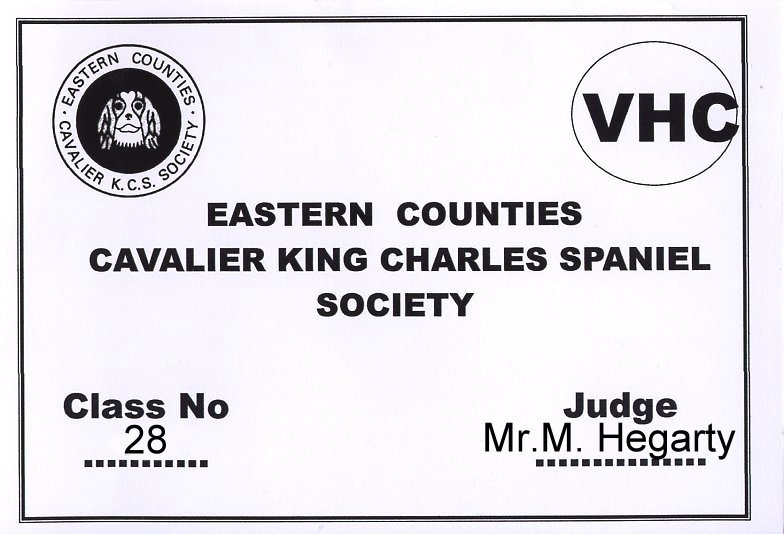 · EASTERN COUNTIES ·
CAVALIER K.C.S. SOCIETY
VHC
EASTERN COUNTIES
CAVALIER KING CHARLES SPANIEL
SOCIETY
Class No
28
Judge
Mr.M. Hegarty